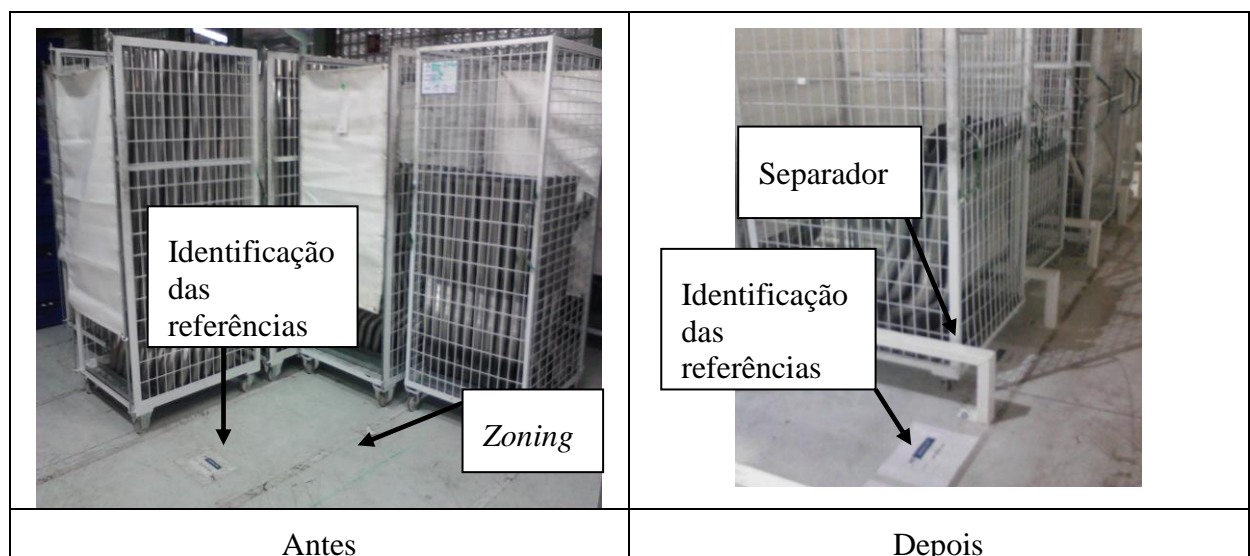 Identificação
das
referências
Zoning
Separador
Identificação
das
referências
Antes
Depois